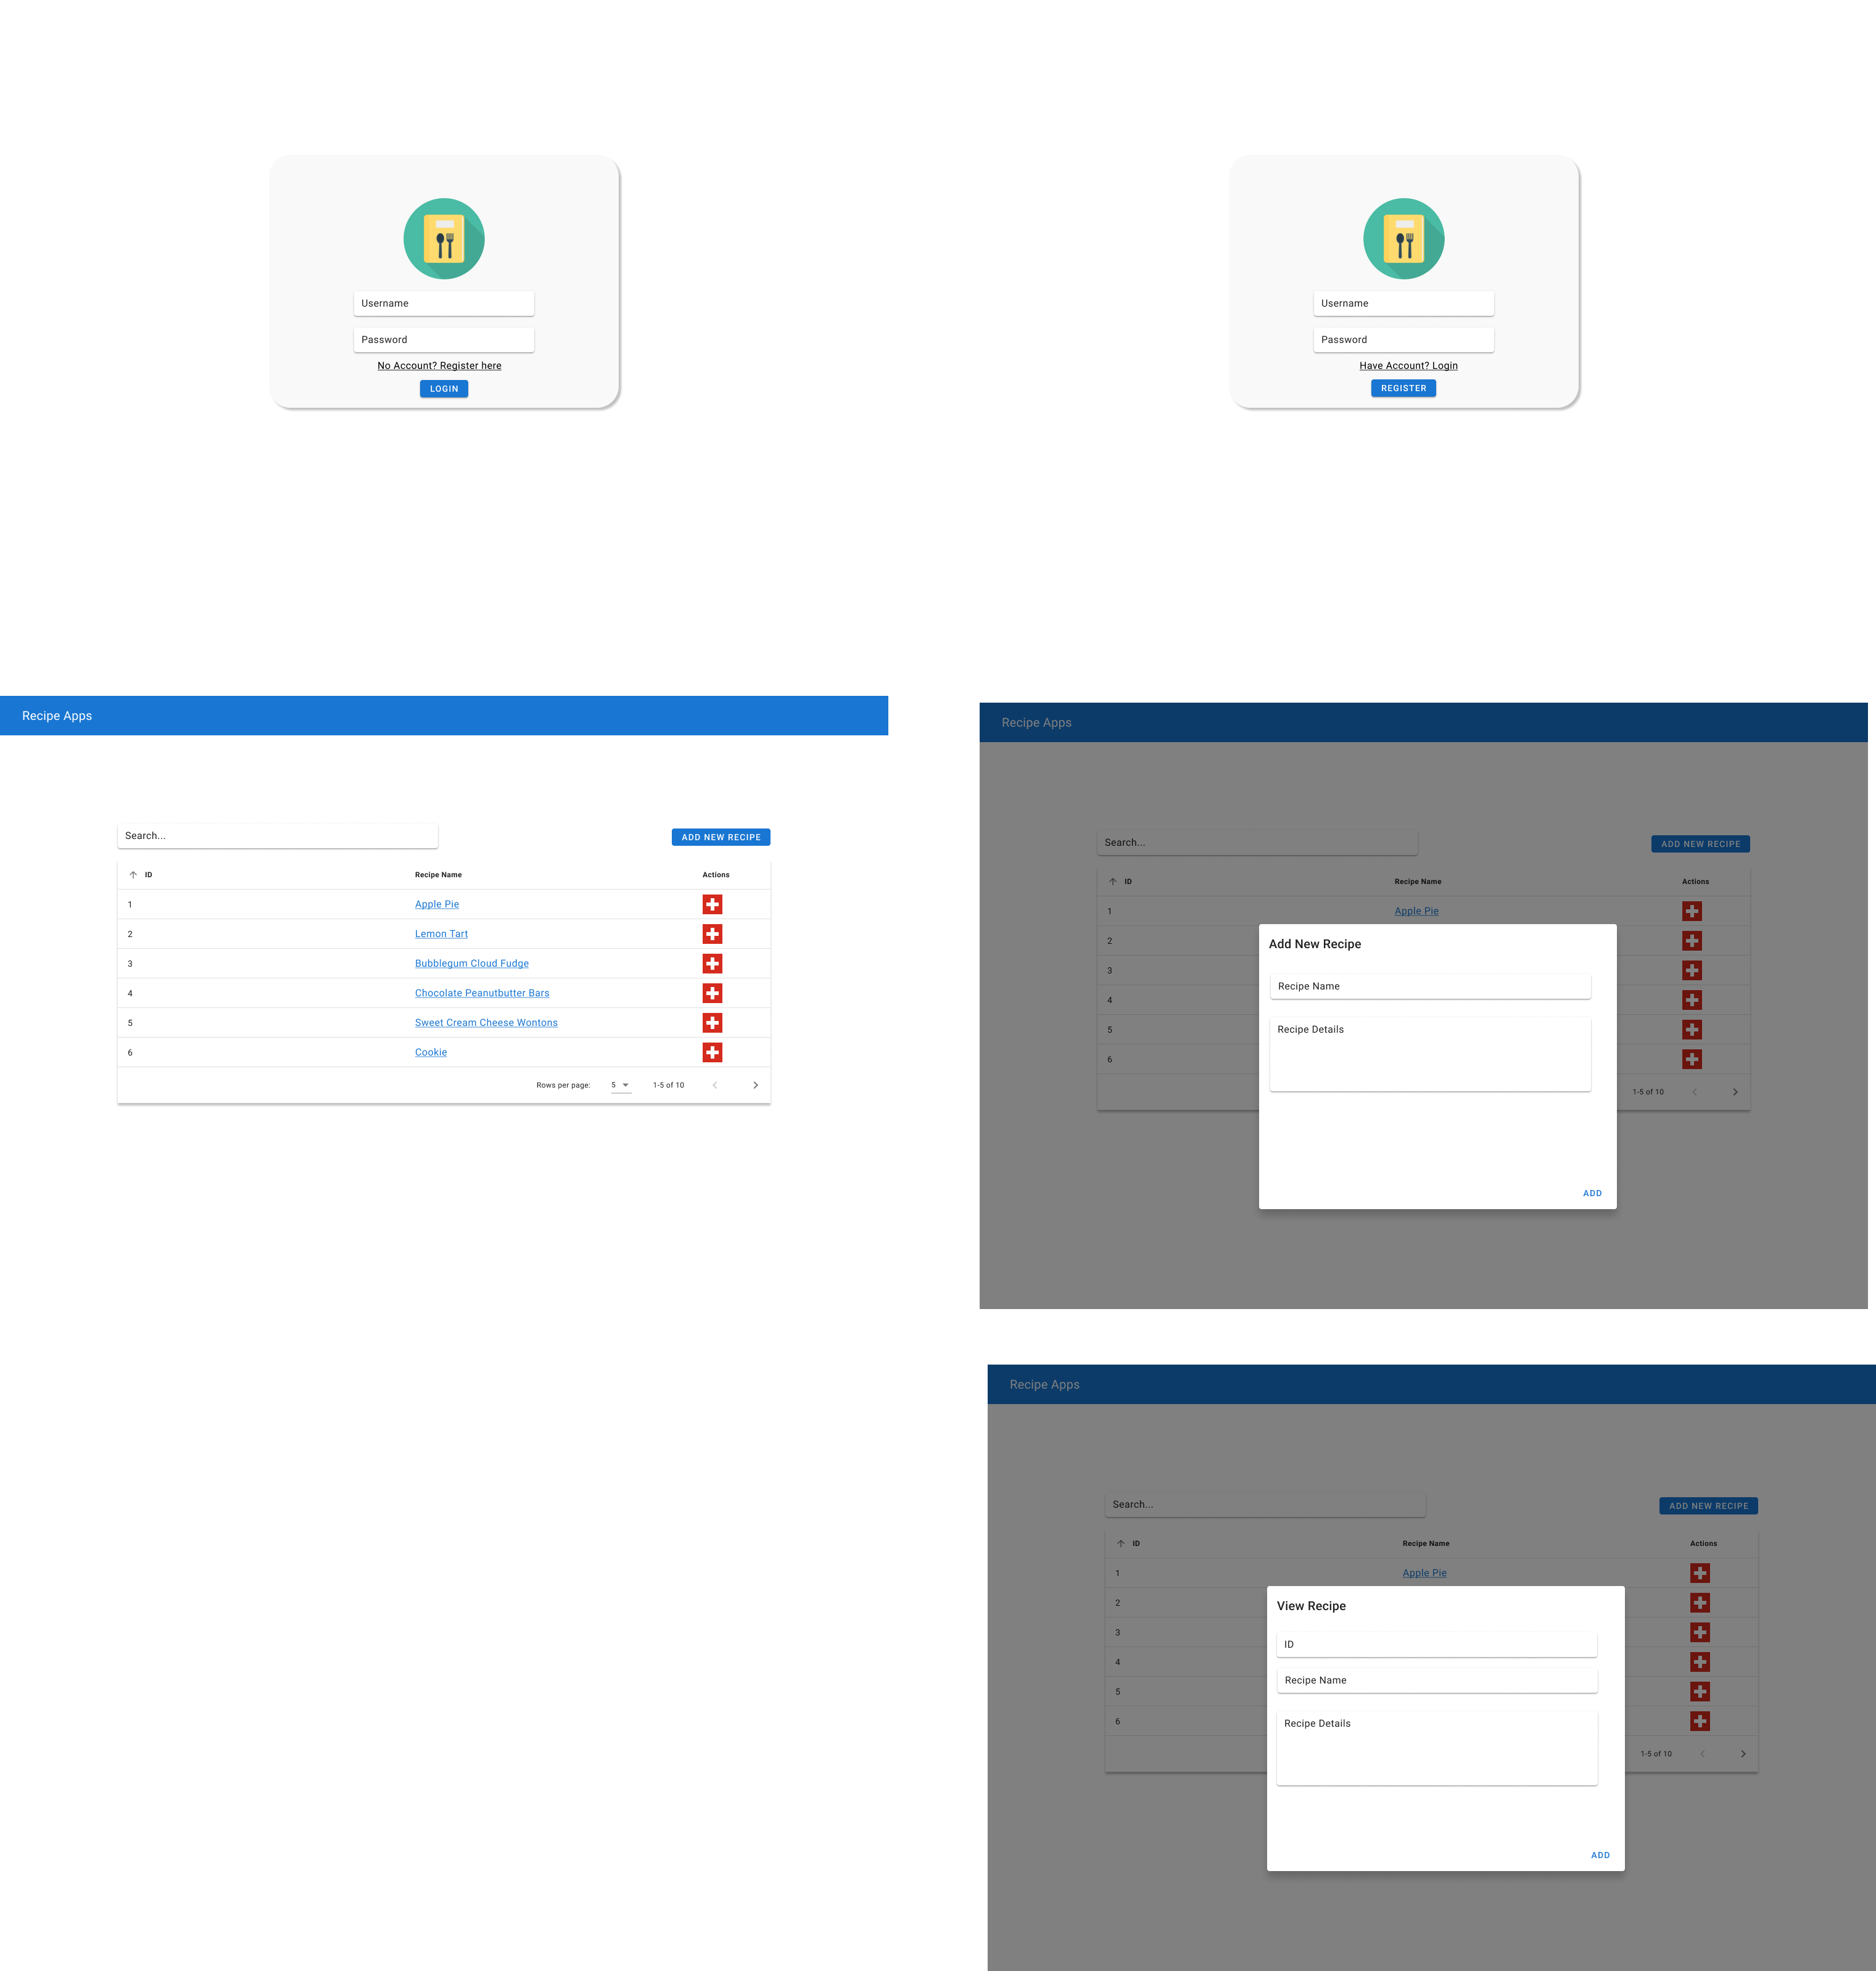 Username
Password
No Account? Register here
LOGIN
Username
Password
Have Account? Login
REGISTER
Recipe Apps
Search...
ADD NEW RECIPE
ID Recipe Name Actions
1 Apple Pie
2 Lemon Tart
3 Bubblegum Cloud Fudge
4 Chocolate Peanutbutter Bars
5 Sweet Cream Cheese Wontons
6 Cookie
Rows per page: 5 1-5 of 10
Recipe Apps
Search...
ADD NEW RECIPE
ID Recipe Name Actions
1 Apple Pie
2
3
4
5
6
1-5 of 10
Add New Recipe
Recipe Name
Recipe Details
ADD
Recipe Apps
Search...
ADD NEW RECIPE
ID Recipe Name Actions
1 Apple Pie
2
3
4
5
6
1-5 of 10
View Recipe
ID
Recipe Name
Recipe Details
ADD